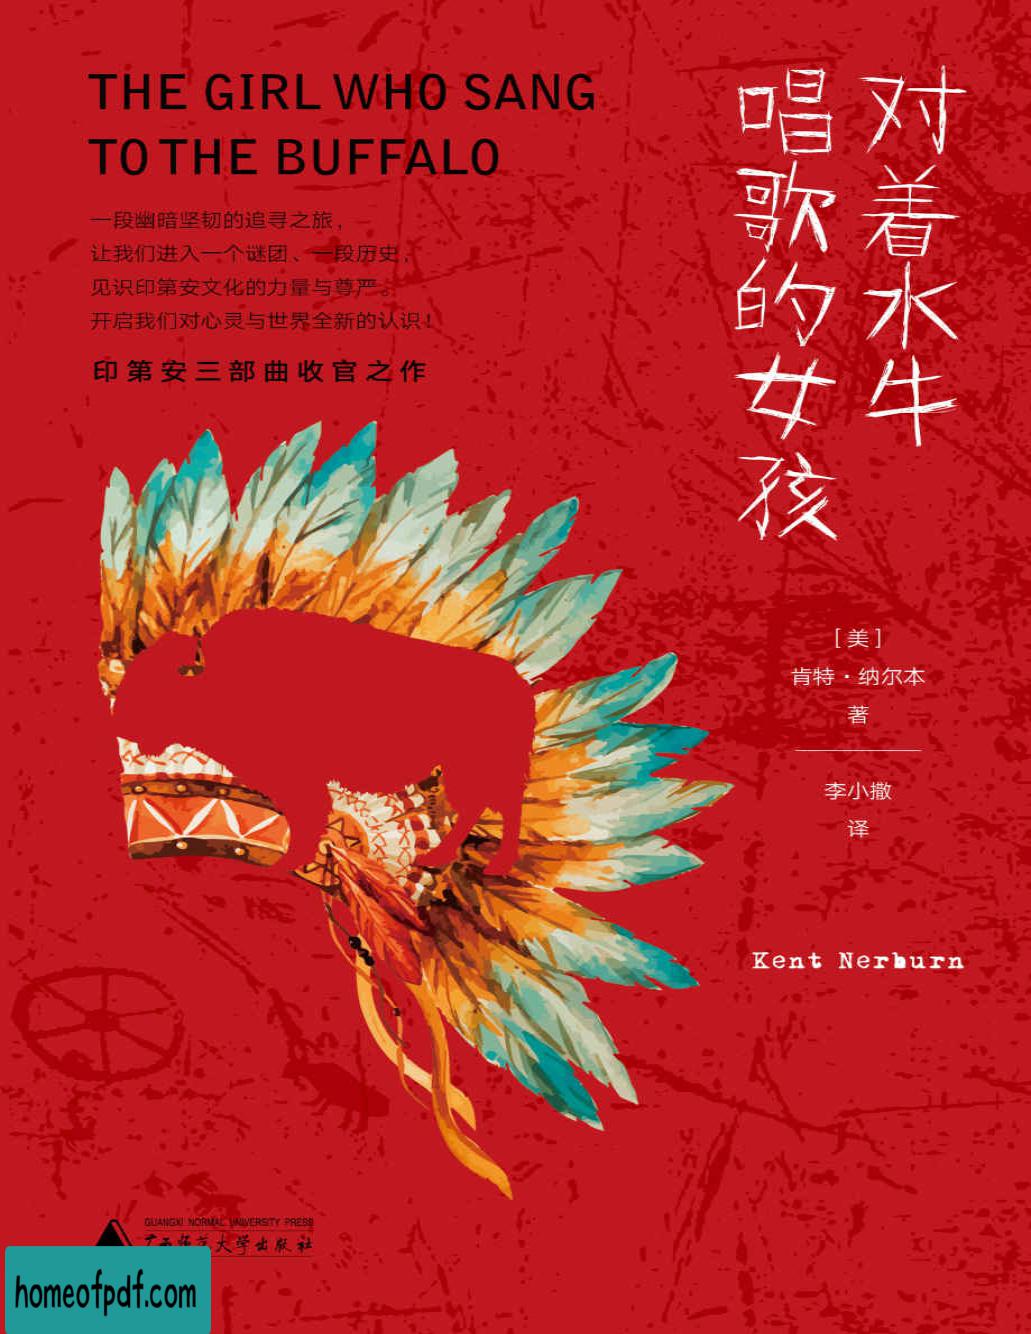 THE GIRL WHO SANG
TO THE BUFFALO
一段幽暗坚韧的追寻之旅，
让我们进入一个谜团、一段历史，
见识印第安文化的力量与尊严。
开启我们对心灵与世界全新的认识！
印第安三部曲收官之作
对着水牛
唱歌的女孩
［美］
肯特·纳尔本
著
李小撒
译
Kent Nerburn
GUANGXI NORMAL UNIVERSITY PRESS
广西师范大学出版社
homeofpdf.com